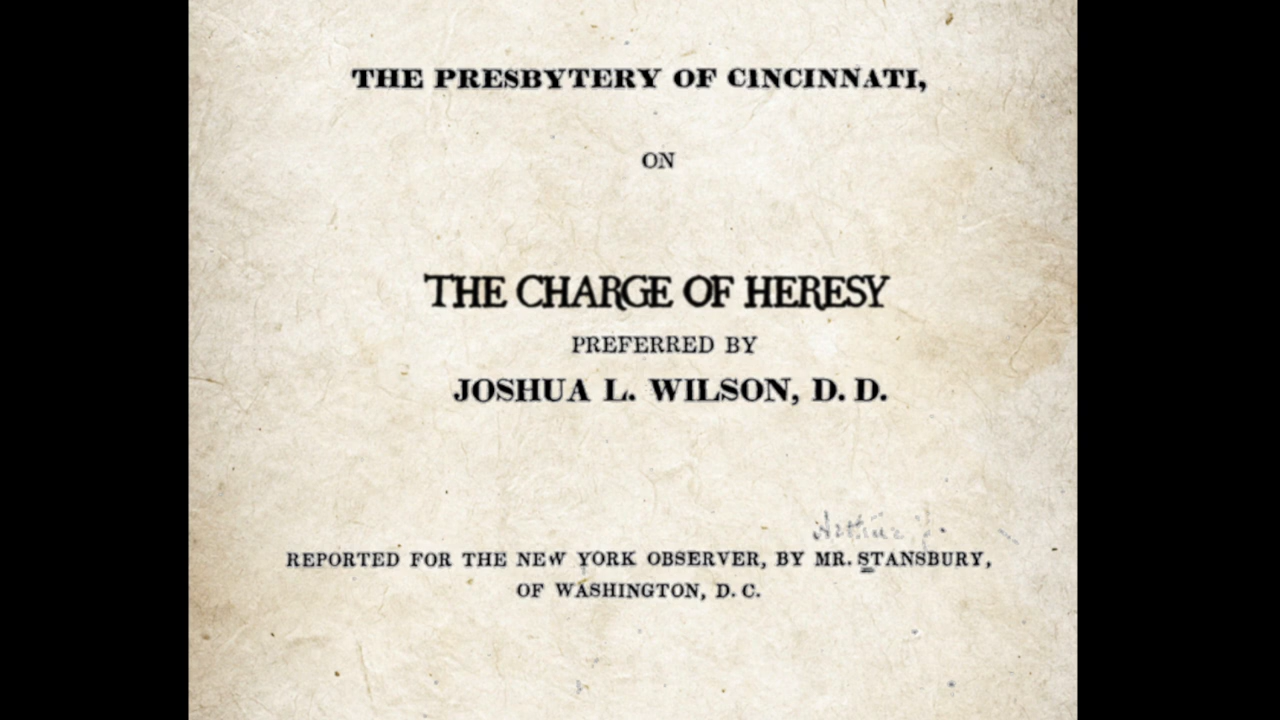 THE PRESBYTERY OF CINCINNATI,
ON
THE CHARGE OF HERESY
PREFERRED BY
JOSHUA L. WILSON, D. D.
Arthur J.
REPORTED FOR THE NEW YORK OBSERVER, BY MR. STANSBURY,
OF WASHINGTON, D. C.